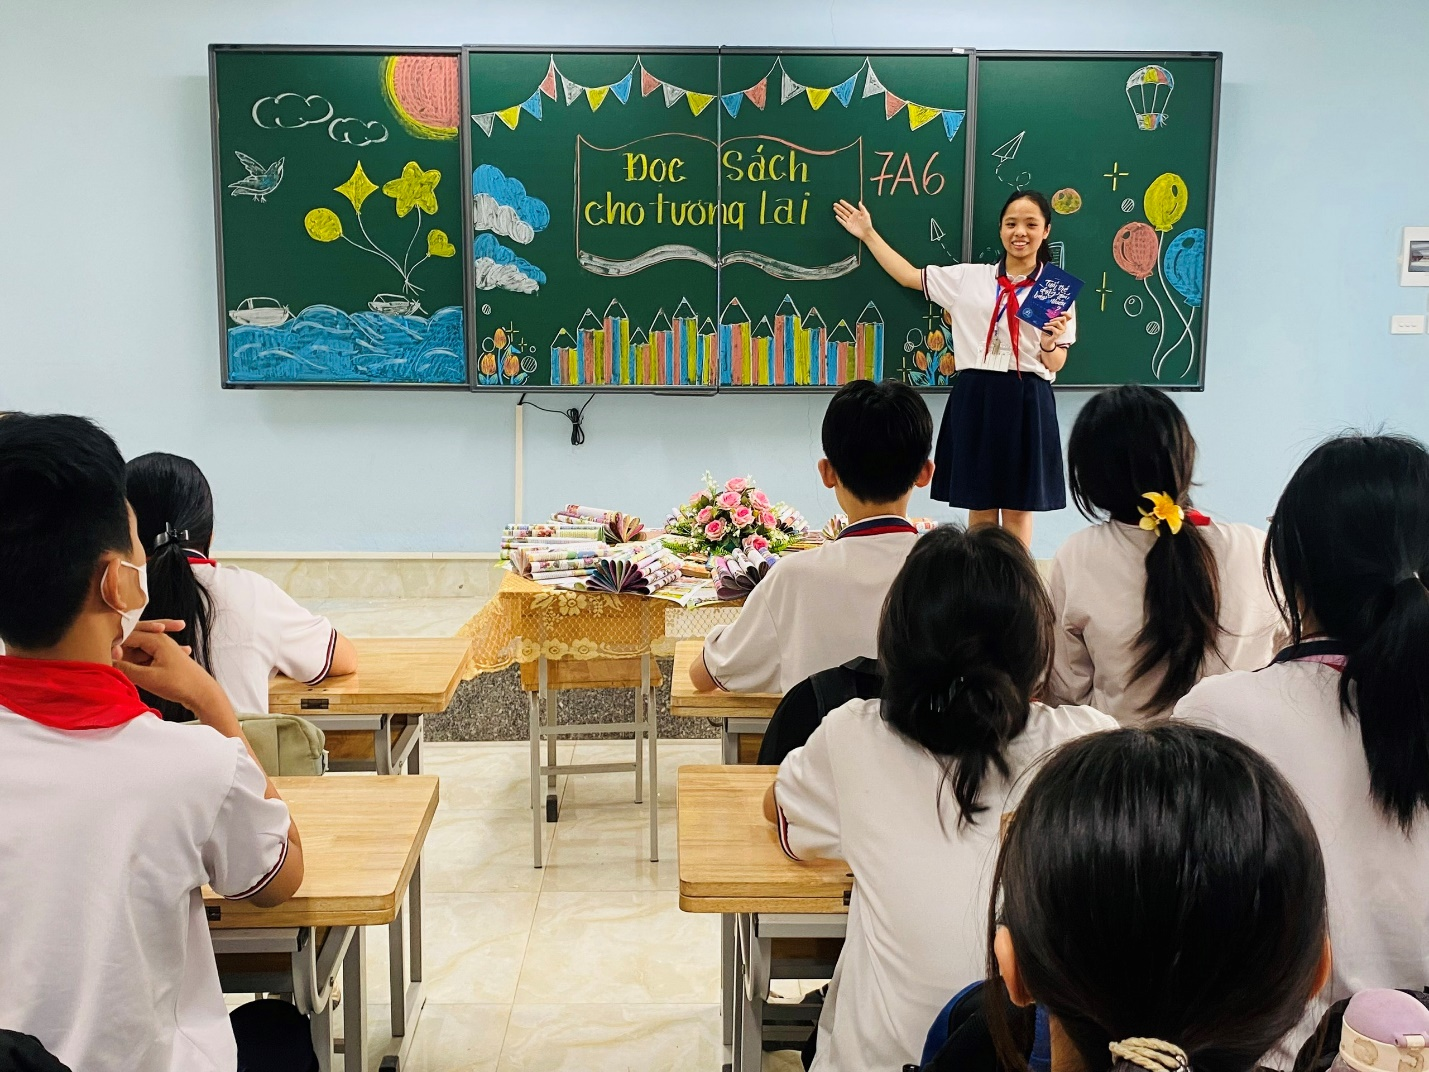 Đọc Sách
cho tương lai
7A6